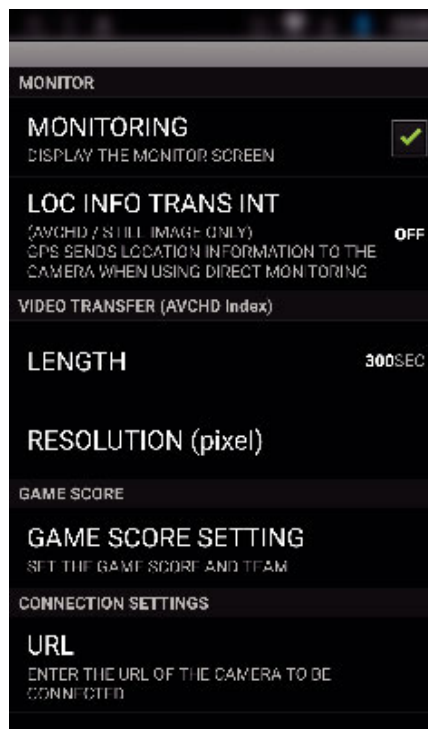 MONITOR
MONITORING
DISPLAY THE MONITOR SCREEN
LOC INFO TRANS INT
(AVCHD / STILL IMAGE ONLY)
OFF
GPS SENDS LOCATION INFORMATION TO THE
CAMERA WHEN USING DIRECT MONITORING
VIDEO TRANSFER (AVCHD Index)
LENGTH
300SEC
RESOLUTION (pixel)
GAME SCORE
GAME SCORE SETTING
SET THE GAME SCORE AND TEAM
CONNECTION SETTINGS
URL
ENTER THE URL OF THE CAMERA TO BE
CONNECTED